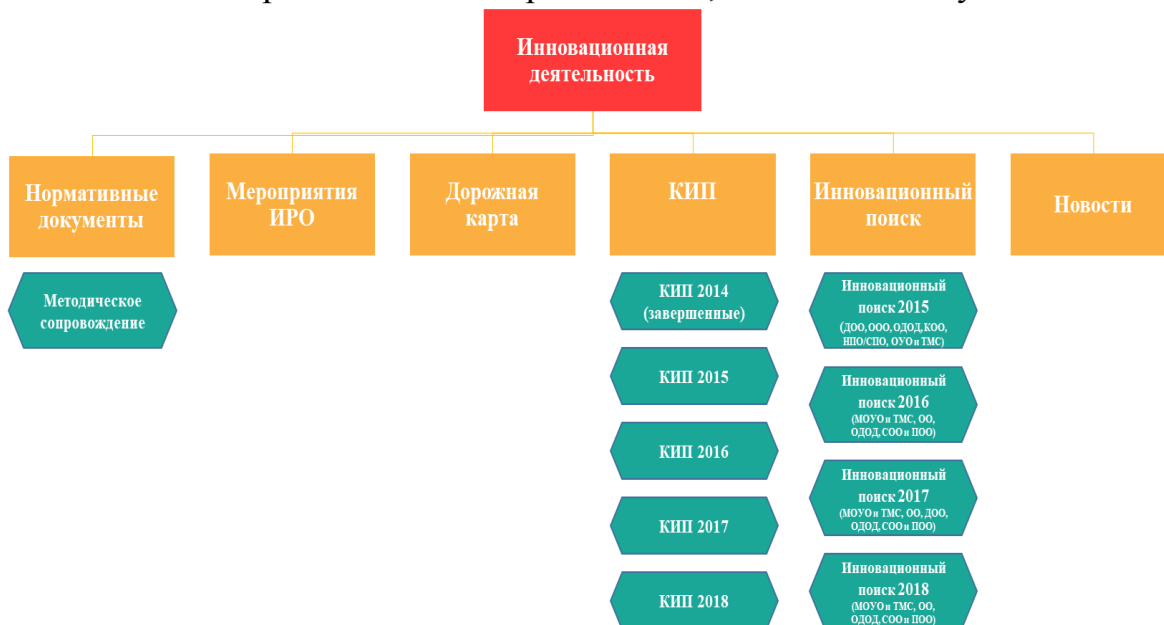 Инновационная
деятельность
Нормативные
документы
Мероприятия
ИРО
Дорожная
карта
КИП
Инновационный
поиск
Новости
Методическое
сопровождение
КИП 2014
(завершенные)
КИП 2015
КИП 2016
КИП 2017
КИП 2018
Инновационный
поиск 2015
(ДОО, ООО, ОДОД, КОО,
НПО/СПО, ОУО и ТМС)
Инновационный
поиск 2016
(МОУО и ТМС, ОО,
ОДОД, СОО и ПОО)
Инновационный
поиск 2017
(МОУО и ТМС, ОО, ДОО,
ОДОД, СОО и ПОО)
Инновационный
поиск 2018
(МОУО и ТМС, ОО,
ОДОД, СОО и ПОО)